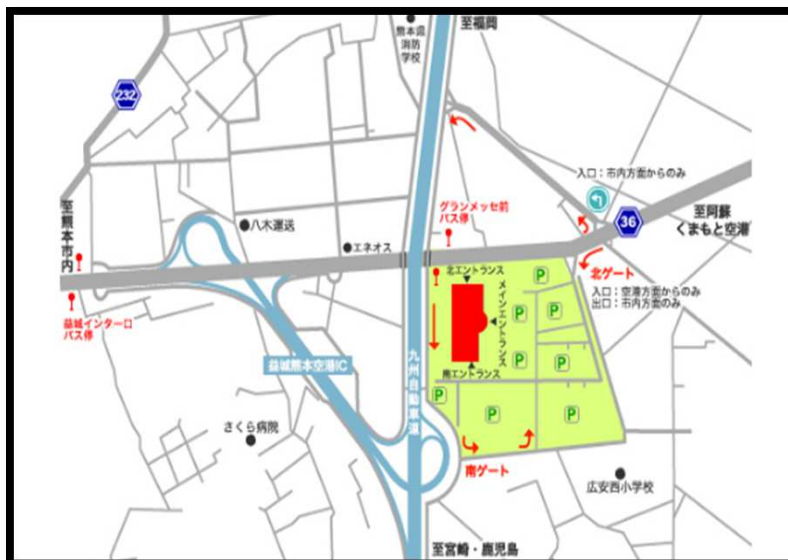 至福岡
熊本県
消防
学校
232
入口：市内方面からのみ
グランメッセ前
バス停
八木運送
36
至阿蘇
くまもと空港
至熊本市内
エネオス
北ゲート
北エントランス
メインエントランス
入口：空港方面からのみ
出口：市内方面のみ
益城インター口
バス停
益城熊本空港IC
九州自動車道
南エントランス
P
P
P
P
P
P
P
P
さくら病院
南ゲート
広安西小学校
至宮崎・鹿児島